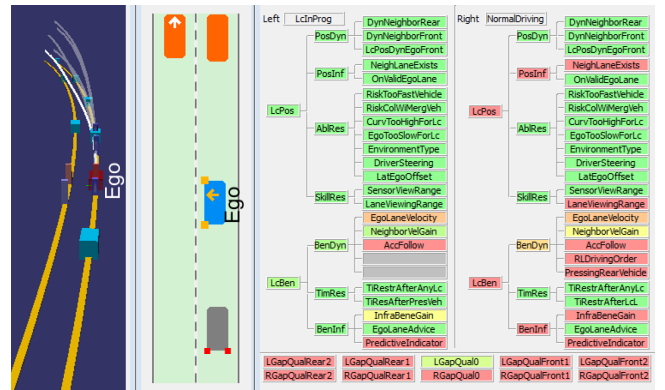 Ego
Ego
Left LcInProg
DynNeighborRear
PosDyn DynNeighborFront
LcPosDynEgoFront
PosInf NeighLaneExists
OnValidEgoLane
RiskTooFastVehicle
RiskColWiMergVeh
CurvTooHighForLc
LcPos AblRes EgoTooSlowForLc
EnvironmentType
DriverSteering
LatEgoOffset
SkillRes SensorViewRange
LaneViewingRange
EgoLaneVelocity
NeighborVelGain
BenDyn AccFollow
LcBen TimRes TiRestrAfterAnyLc
TiResAfterPresVeh
InfraBeneGain
BenInf EgoLaneAdvice
PredictiveIndicator
Right NormalDriving
DynNeighborRear
PosDyn DynNeighborFront
LcPosDynEgoFront
PosInf NeighLaneExists
OnValidEgoLane
RiskTooFastVehicle
RiskColWiMergVeh
CurvTooHighForLc
LcPos AblRes EgoTooSlowForLc
EnvironmentType
DriverSteering
LatEgoOffset
SkillRes SensorViewRange
LaneViewingRange
EgoLaneVelocity
NeighborVelGain
BenDyn AccFollow
RLDrivingOrder
PressingRearVehicle
LcBen TimRes TiRestrAfterAnyLc
TiRestrAfterLcL
InfraBeneGain
BenInf EgoLaneAdvice
PredictiveIndicator
LGapQualRear2 LGapQualRear1 LGapQual0 LGapQualFront1 LGapQualFront2
RGapQualRear2 RGapQualRear1 RGapQual0 RGapQualFront1 RGapQualFront2